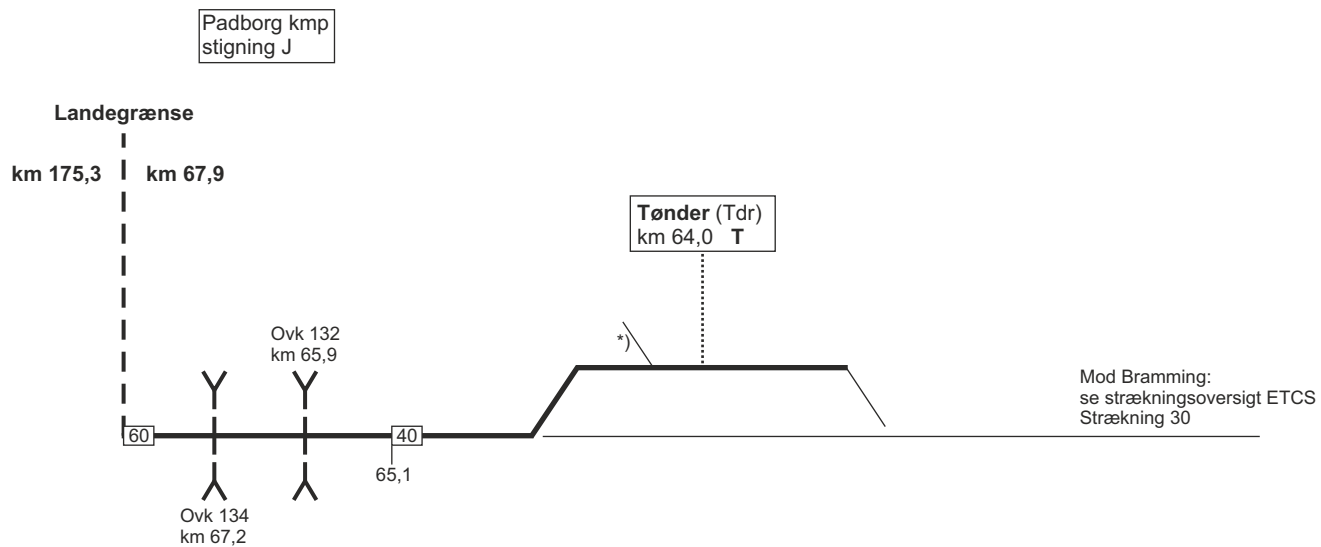 Padborg kmp
stigning J
Landegrænse
km 175,3
km 67,9
Tønder (Tdr)
km 64,0 T
Ovk 132
km 65,9
*)
Mod Bramming:
se strækningsoversigt ETCS
Strækning 30
60
40
65,1
Ovk 134
km 67,2